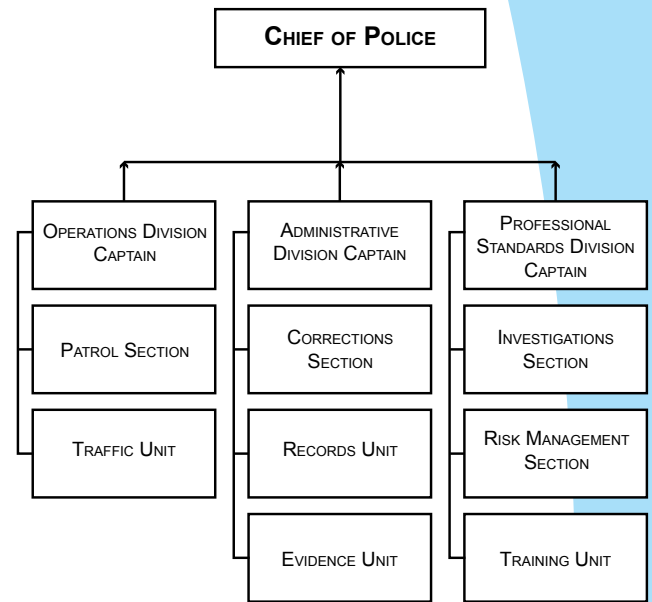 Chief of Police
Operations Division
Captain
Administrative
Division Captain
Professional
Standards Division
Captain
Patrol Section
Corrections
Section
Investigations
Section
Traffic Unit
Records Unit
Risk Management
Section
Evidence Unit
Training Unit